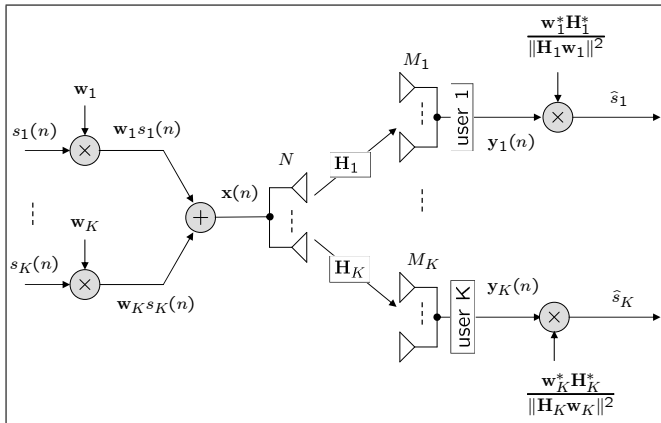 w₁
s₁(n)
w₁s₁(n)
×
w_K
s_K(n)
w_Ks_K(n)
×
+
x(n)
N
H₁
H_K
M₁
user 1
y₁(n)
w₁*H₁*
‖H₁w₁‖²
×
ŝ₁
M_K
user K
y_K(n)
×
ŝ_K
w_K*H_K*
‖H_Kw_K‖²